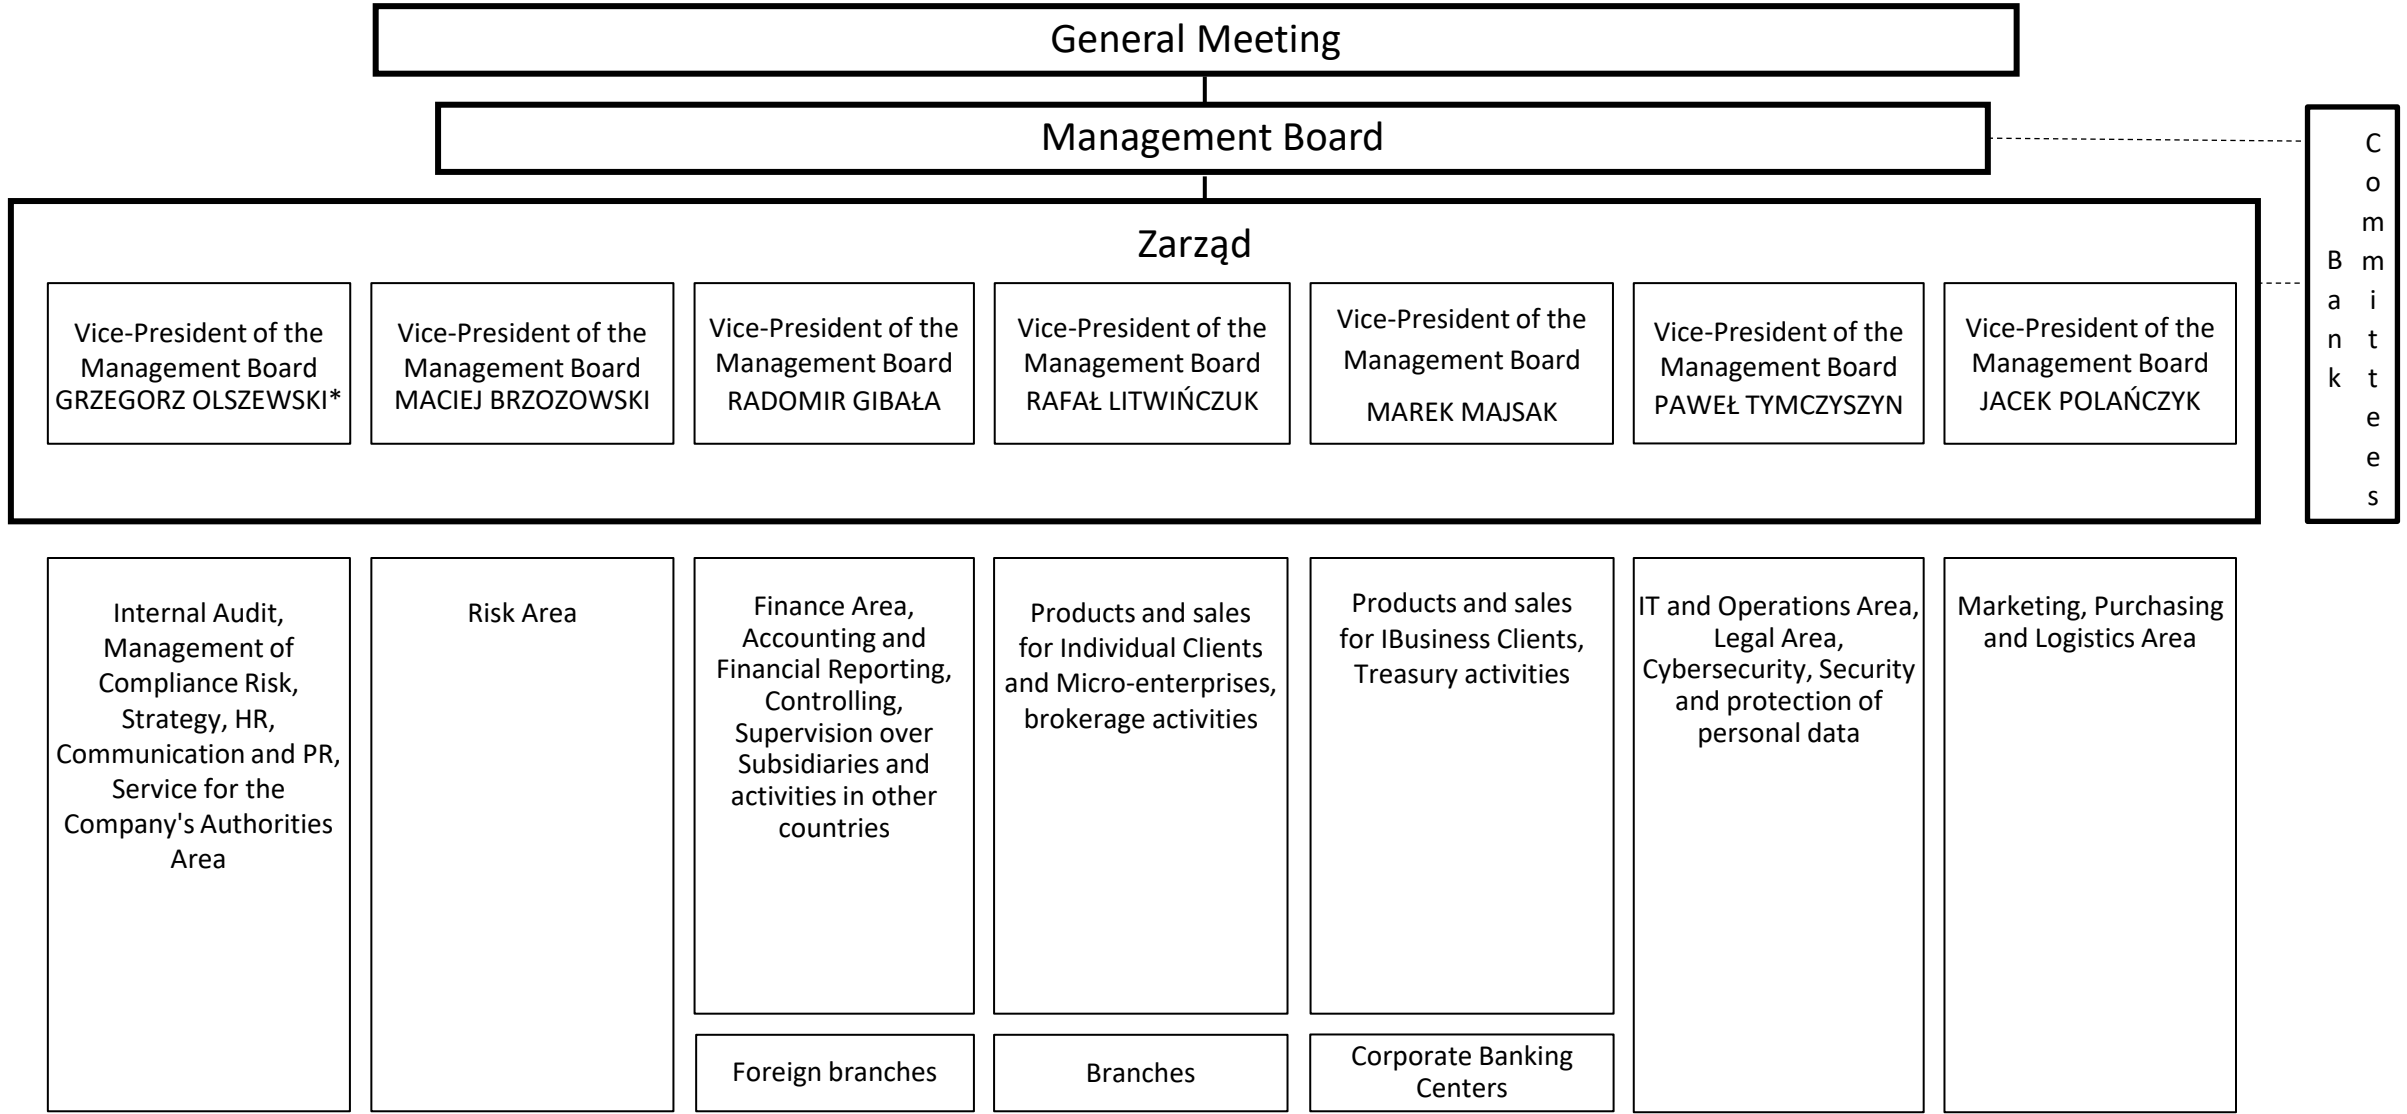 General Meeting
Management Board
Zarząd
Bank
Committees
Vice-President of the
Management Board
GRZEGORZ OLSZEWSKI*
Vice-President of the
Management Board
MACIEJ BRZOZOWSKI
Vice-President of the
Management Board
RADOMIR GIBAŁA
Vice-President of the
Management Board
RAFAŁ LITWIŃCZUK
Vice-President of the
Management Board
MAREK MAJSAK
Vice-President of the
Management Board
PAWEŁ TYMCZYSZYN
Vice-President of the
Management Board
JACEK POLAŃCZYK
Internal Audit,
Management of
Compliance Risk,
Strategy, HR,
Communication and PR,
Service for the
Company's Authorities
Area
Risk Area
Finance Area,
Accounting and
Financial Reporting,
Controlling,
Supervision over
Subsidiaries and
activities in other
countries
Products and sales
for Individual Clients
and Micro-enterprises,
brokerage activities
Products and sales
for IBusiness Clients,
Treasury activities
IT and Operations Area,
Legal Area,
Cybersecurity, Security
and protection of
personal data
Marketing, Purchasing
and Logistics Area
Foreign branches
Branches
Corporate Banking
Centers